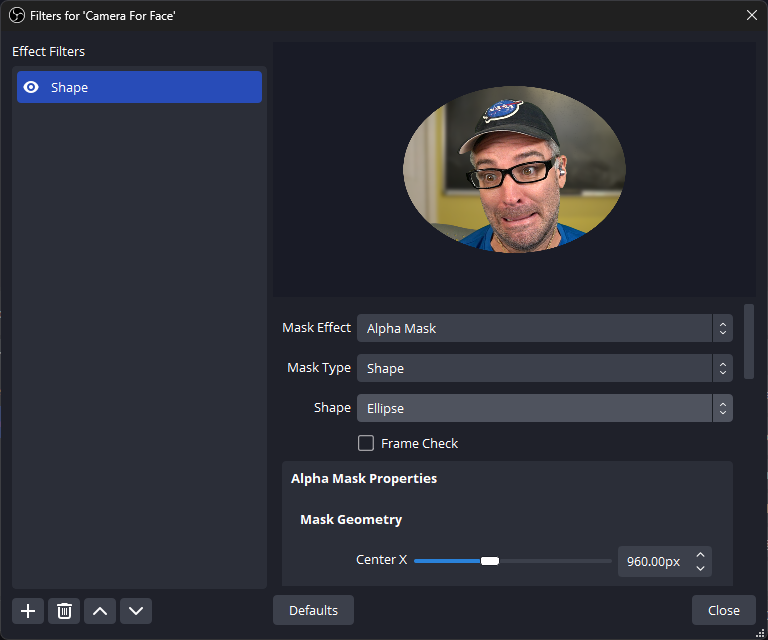 Filters for 'Camera For Face'
Effect Filters
Shape
NASA
Mask Effect
Alpha Mask
Mask Type
Shape
Shape
Ellipse
Frame Check
Alpha Mask Properties
Mask Geometry
Center X
960.00px
Defaults
Close